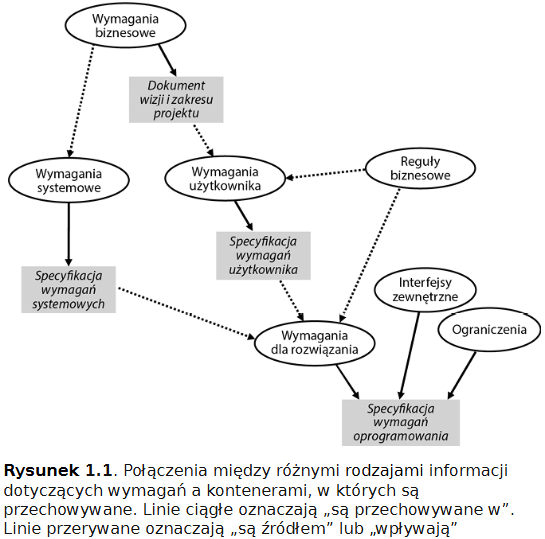 Wymagania
biznesowe
Dokument
wizji i zakresu
projektu
Wymagania
systemowe
Wymagania
użytkownika
Reguły
biznesowe
Specyfikacja
wymagań
użytkownika
Specyfikacja
wymagań
systemowych
Interfejsy
zewnętrzne
Ograniczenia
Wymagania
dla rozwiązania
Specyfikacja
wymagań
oprogramowania
Rysunek 1.1. Połączenia między różnymi rodzajami informacji
dotyczących wymagań a kontenerami, w których są
przechowywane. Linie ciągłe oznaczają „są przechowywane w”.
Linie przerywane oznaczają „są źródłem” lub „wpływają”